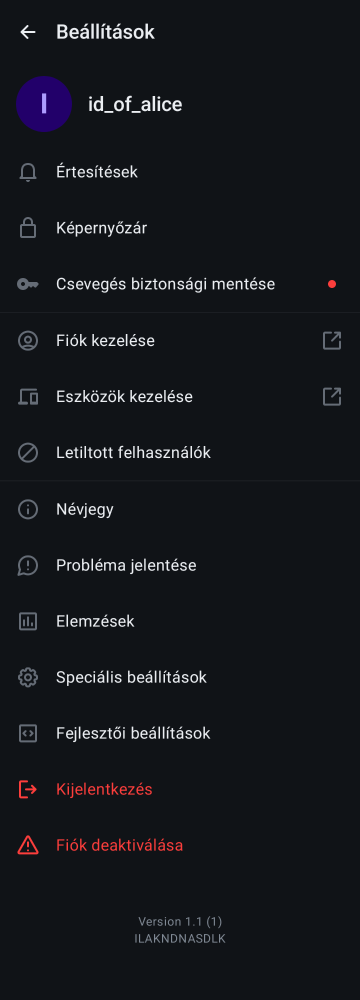 Beállítások
I
id_of_alice
Értesítések
Képernyőzár
Csevegés biztonsági mentése
Fiók kezelése
Eszközök kezelése
Letiltott felhasználók
Névjegy
Probléma jelentése
Elemzések
Speciális beállítások
Fejlesztői beállítások
Kijelentkezés
Fiók deaktiválása
Version 1.1 (1)
ILAKNDNASDLK